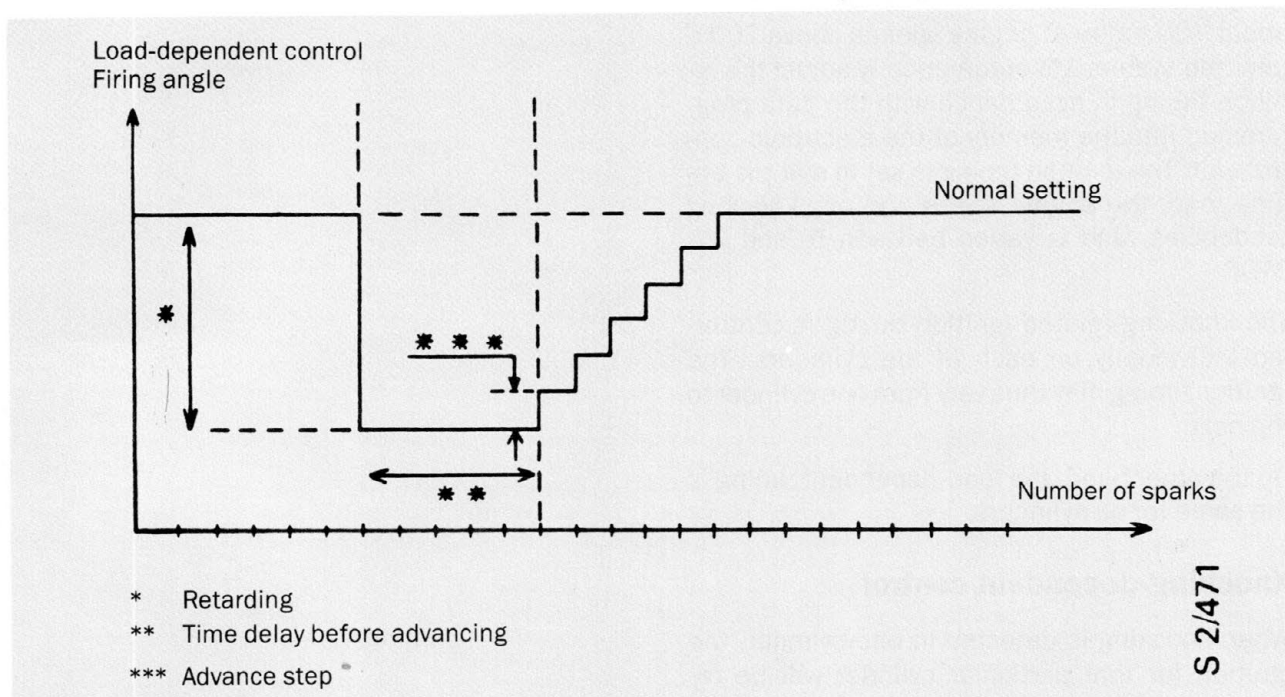 Load-dependent control
Firing angle
Normal setting
*
* * *
* *
Number of sparks
* Retarding
** Time delay before advancing
*** Advance step
S 2/471